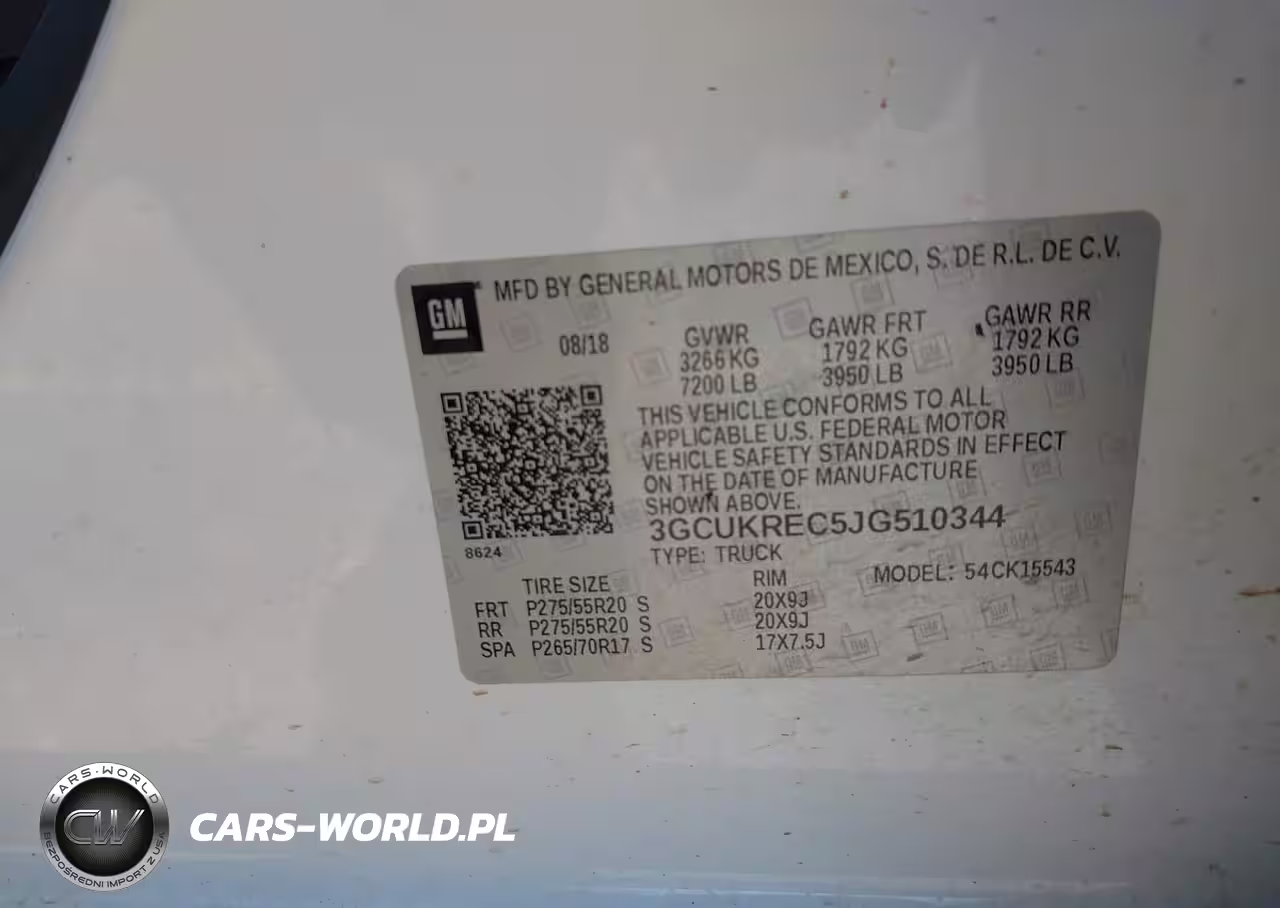 MFD BY GENERAL MOTORS DE MEXICO, S. DE R.L. DE C.V.
GM
08/18
GVWR GAWR FRT GAWR RR
3266 KG 1792 KG 1792 KG
7200 LB 3950 LB 3950 LB
THIS VEHICLE CONFORMS TO ALL
APPLICABLE U.S. FEDERAL MOTOR
VEHICLE SAFETY STANDARDS IN EFFECT
ON THE DATE OF MANUFACTURE
SHOWN ABOVE.
3GCUKREC5JG510344
8624
TYPE: TRUCK
MODEL: 54CK15543
TIRE SIZE RIM
FRT P275/55R20 S 20X9J
RR P275/55R20 S 20X9J
SPA P265/70R17 S 17X7.5J
CARS-WORLD
CW
BEZPOŚREDNI IMPORT Z USA
CARS-WORLD.PL